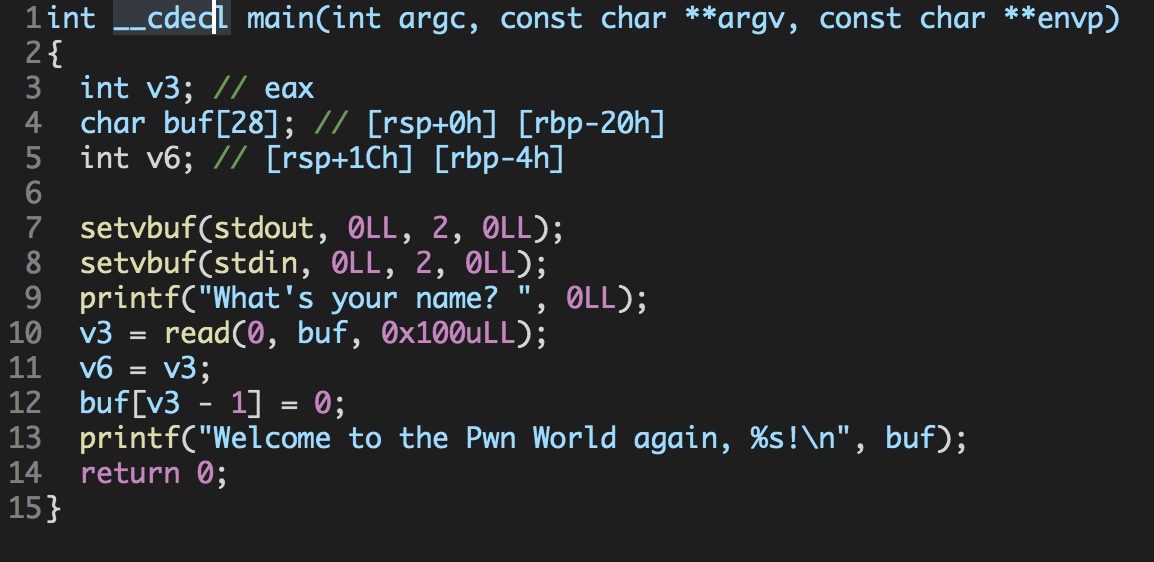 1 int __cdecl main(int argc, const char **argv, const char **envp)
2 {
3   int v3; // eax
4   char buf[28]; // [rsp+0h] [rbp-20h]
5   int v6; // [rsp+1Ch] [rbp-4h]
6
7   setvbuf(stdout, 0LL, 2, 0LL);
8   setvbuf(stdin, 0LL, 2, 0LL);
9   printf("What's your name? ", 0LL);
10   v3 = read(0, buf, 0x100uLL);
11   v6 = v3;
12   buf[v3 - 1] = 0;
13   printf("Welcome to the Pwn World again, %s!\n", buf);
14   return 0;
15 }